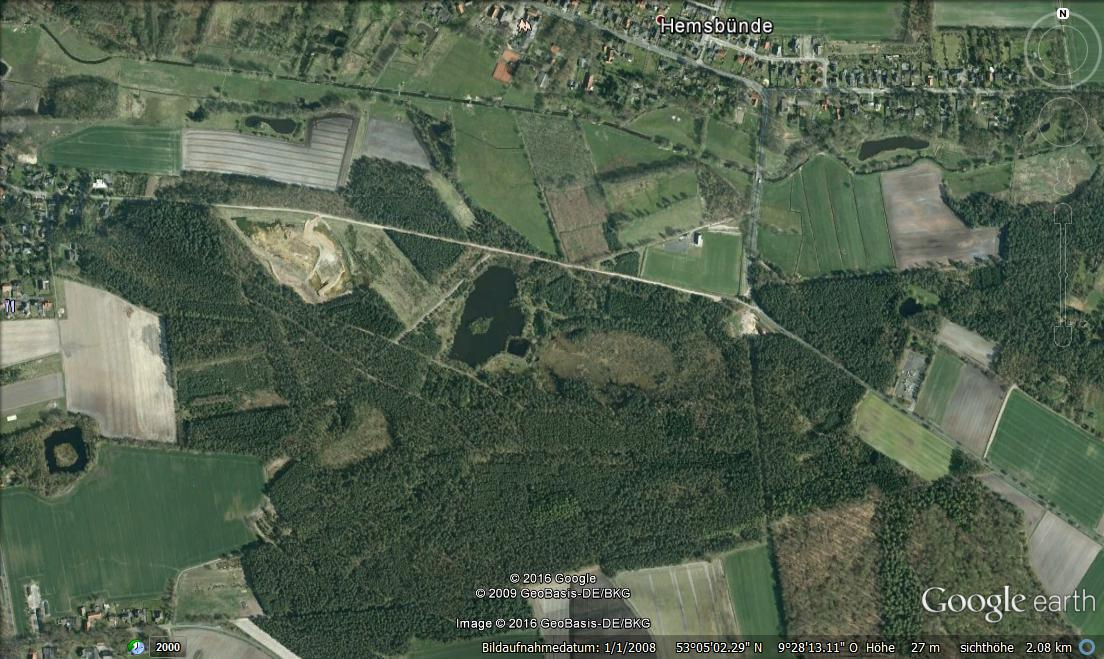 N
Hemsbünde
© 2016 Google
© 2009 GeoBasis-DE/BKG
Google earth
Image © 2016 GeoBasis-DE/BKG
2000
Bildaufnahmedatum: 1/1/2008 53°05'02.29" N 9°28'13.11" O Höhe 27 m sichthöhe 2.08 km